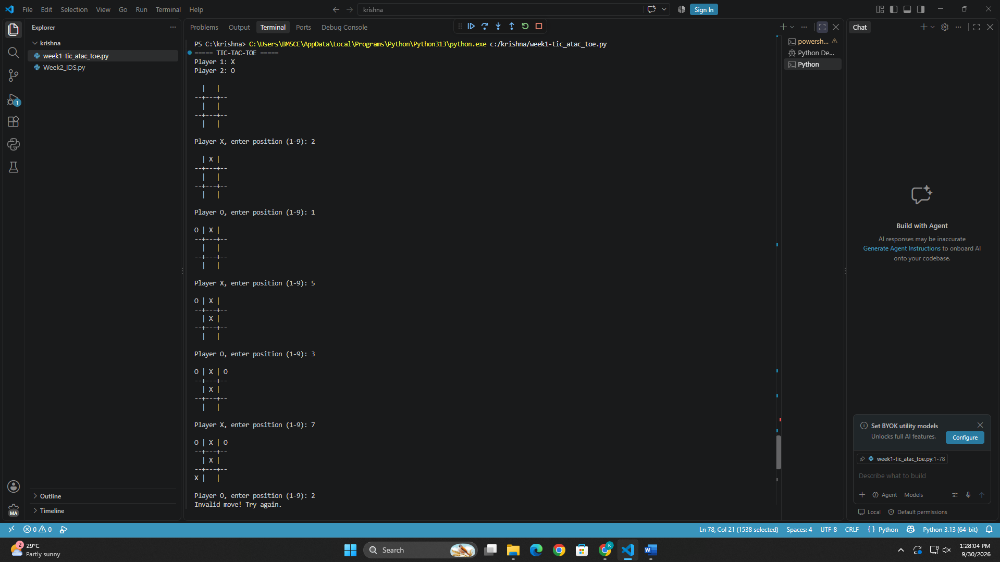 File Edit Selection View Go Run Terminal Help
krishna
Sign In
Explorer
krishna
week1-tic_atac_toe.py
Week2_IDS.py
1
Outline
Timeline
MA
Problems Output Terminal Ports Debug Console
PS C:\krishna> C:\Users\BMSCE\AppData\Local\Programs\Python\Python313\python.exe c:/krishna/week1-tic_atac_toe.py
===== TIC-TAC-TOE =====
Player 1: X
Player 2: O
  |   |
--+---+--
  |   |
--+---+--
  |   |
Player X, enter position (1-9): 2
  | X |
--+---+--
  |   |
--+---+--
  |   |
Player O, enter position (1-9): 1
O | X |
--+---+--
  |   |
--+---+--
  |   |
Player X, enter position (1-9): 5
O | X |
--+---+--
  | X |
--+---+--
  |   |
Player O, enter position (1-9): 3
O | X | O
--+---+--
  | X |
--+---+--
  |   |
Player X, enter position (1-9): 7
O | X | O
--+---+--
  | X |
--+---+--
X |   |
Player O, enter position (1-9): 2
Invalid move! Try again.
powersh...
Python De...
Python
Chat
Build with Agent
AI responses may be inaccurate
Generate Agent Instructions to onboard AI
onto your codebase.
Set BYOK utility models
Unlocks full AI features.
Configure
week1-tic_atac_toe.py:1-78
Describe what to build
Agent Models
Local Default permissions
0 0
Ln 78, Col 21 (1538 selected) Spaces: 4 UTF-8 CRLF { } Python Python 3.13 (64-bit)
2
29°C
Partly sunny
Search
K
W
1:28:04 PM
9/30/2026